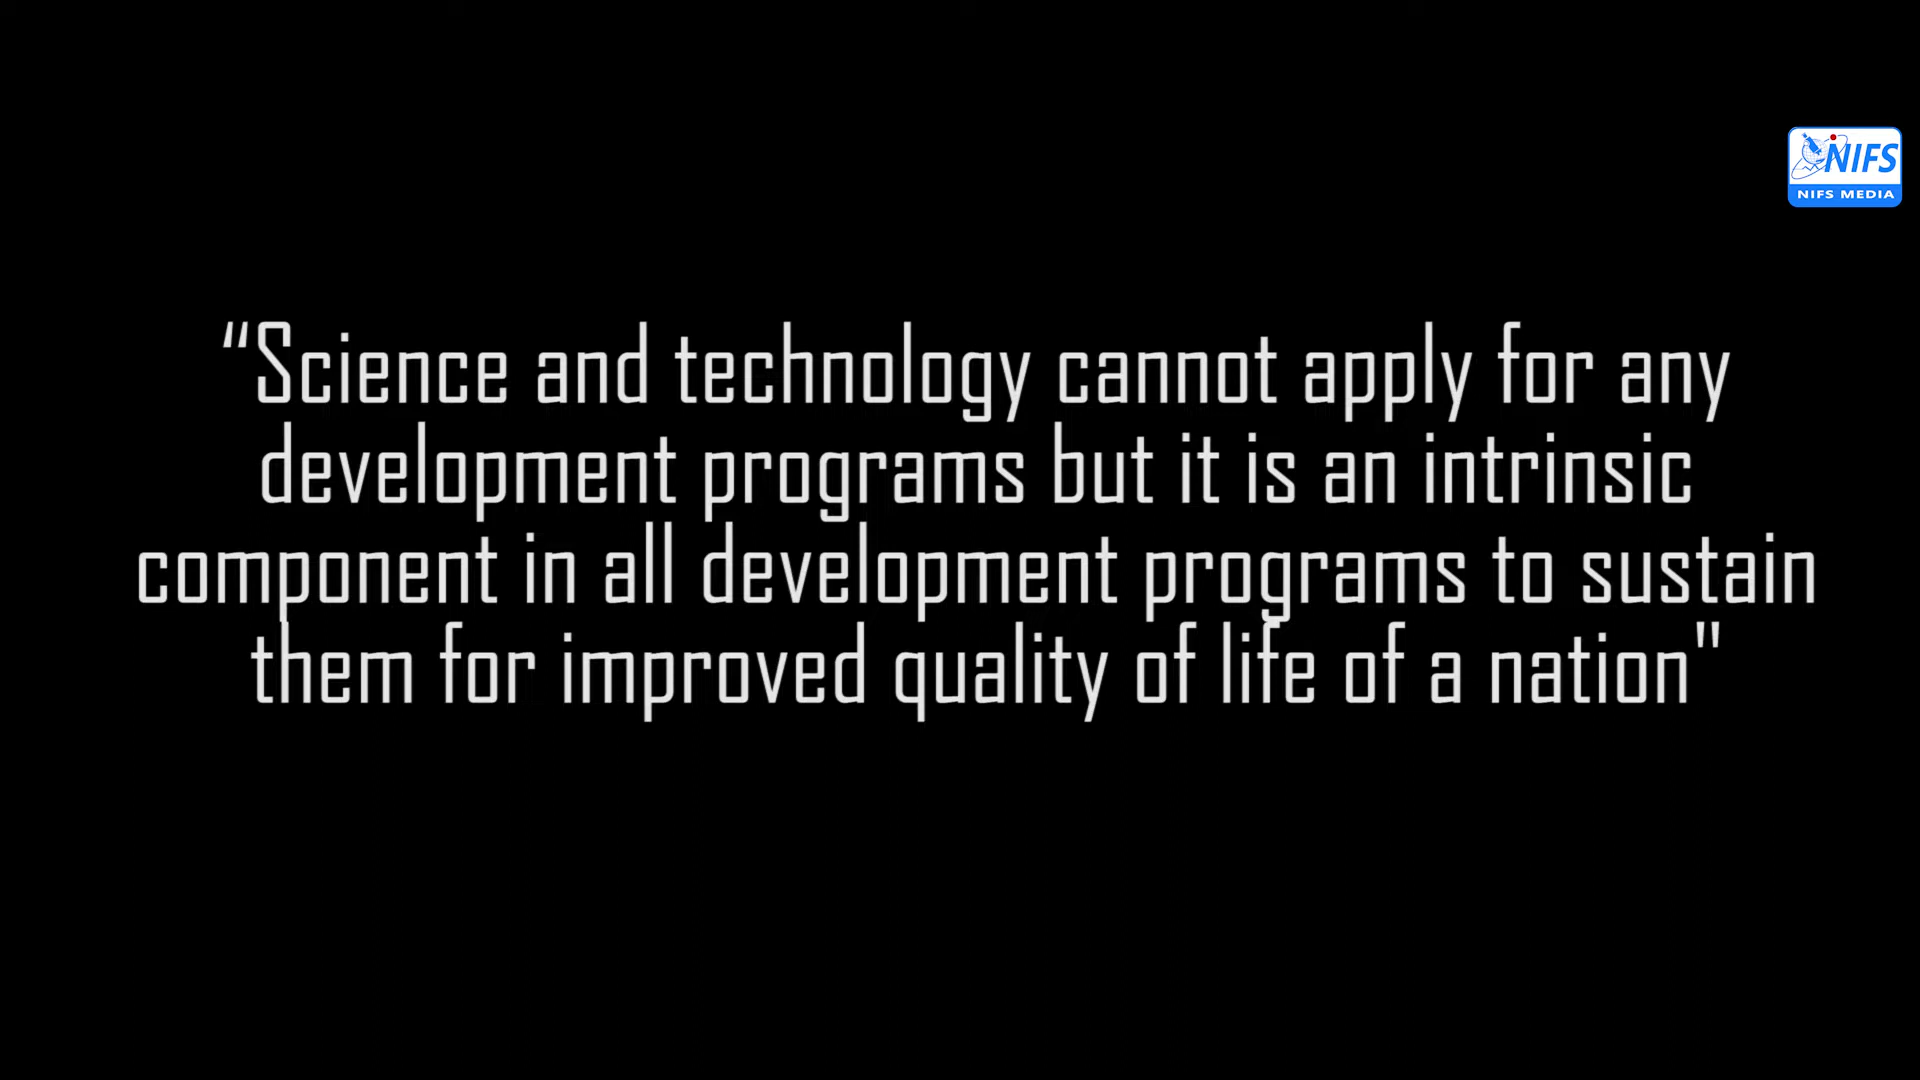 NIFS
NIFS MEDIA
“Science and technology cannot apply for any
development programs but it is an intrinsic
component in all development programs to sustain
them for improved quality of life of a nation"